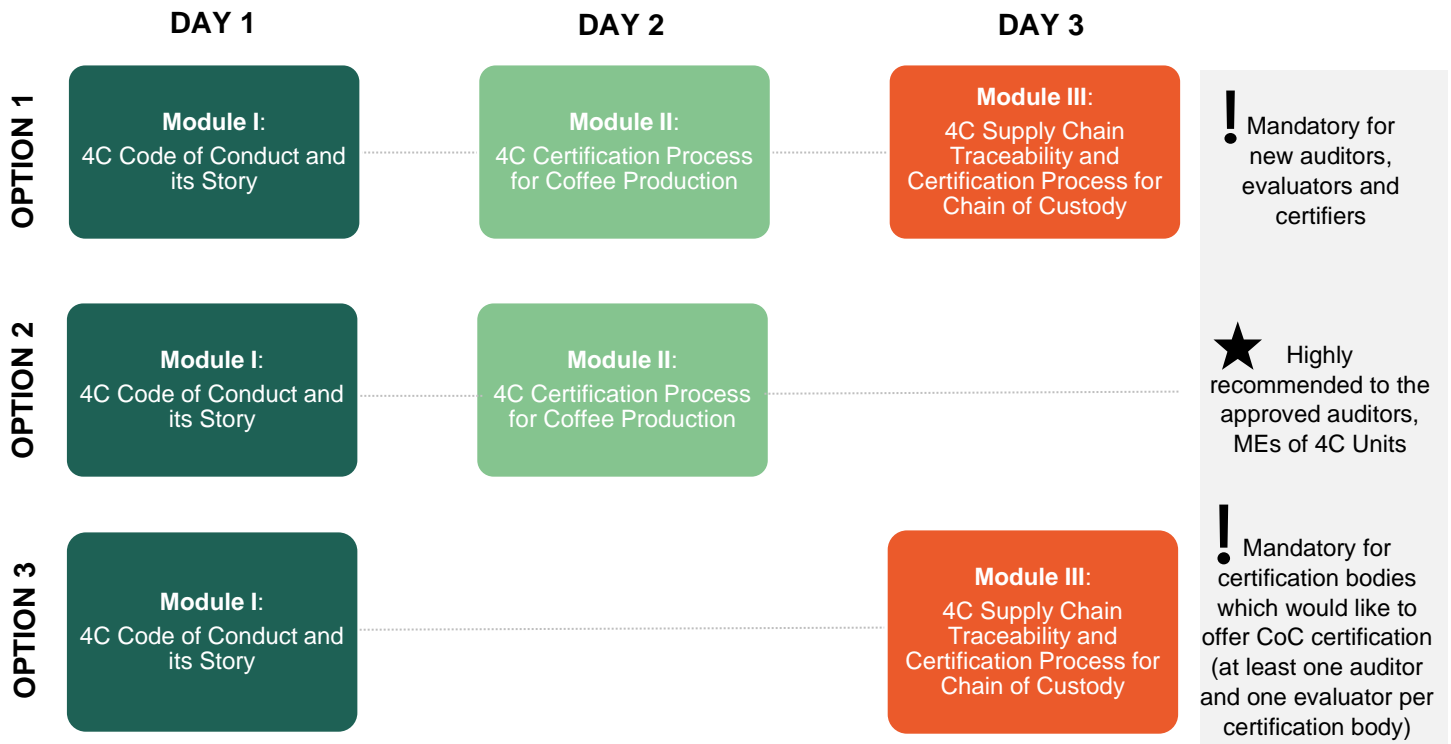 DAY 1
DAY 2
DAY 3
OPTION 1
Module I:
4C Code of Conduct and
its Story
Module II:
4C Certification Process
for Coffee Production
Module III:
4C Supply Chain
Traceability and
Certification Process for
Chain of Custody
! Mandatory for
new auditors,
evaluators and
certifiers
OPTION 2
Module I:
4C Code of Conduct and
its Story
Module II:
4C Certification Process
for Coffee Production
Highly
recommended to the
approved auditors,
MEs of 4C Units
OPTION 3
Module I:
4C Code of Conduct and
its Story
Module III:
4C Supply Chain
Traceability and
Certification Process for
Chain of Custody
! Mandatory for
certification bodies
which would like to
offer CoC certification
(at least one auditor
and one evaluator per
certification body)